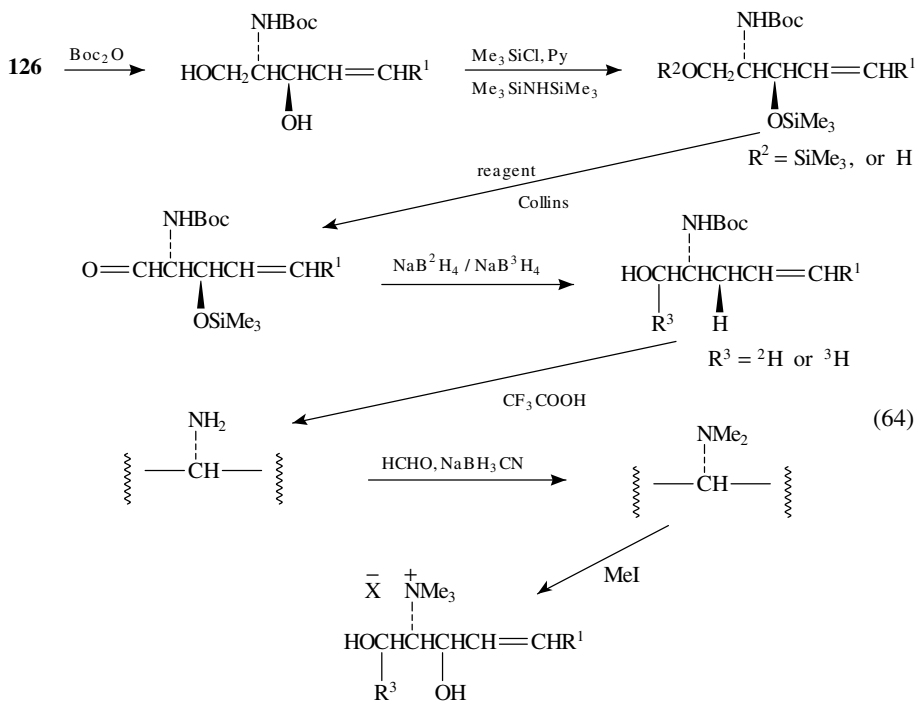 NHBoc
NHBoc
126
Boc₂O
HOCH₂CHCHCH=CHR¹
OH
Me₃SiCl, Py
Me₃SiNHSiMe₃
R²OCH₂CHCHCH=CHR¹
OSiMe₃
R² = SiMe₃, or H
reagent
Collins
NHBoc
O=CHCHCHCH=CHR¹
OSiMe₃
NaB²H₄ / NaB³H₄
NHBoc
HOCHCHCHCH=CHR¹
R³
H
R³ = ²H or ³H
CF₃COOH
(64)
NH₂
CH
HCHO, NaBH₃CN
NMe₂
CH
MeI
X̄
N⁺Me₃
HOCHCHCHCH=CHR¹
R³
OH